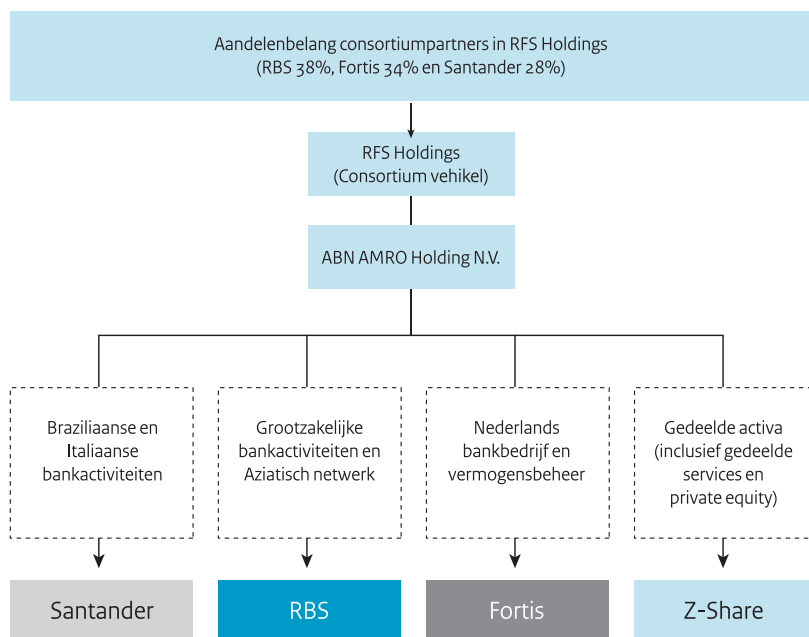 Aandelenbelang consortiumpartners in RFS Holdings
(RBS 38%, Fortis 34% en Santander 28%)
RFS Holdings
(Consortium vehikel)
ABN AMRO Holding N.V.
Braziliaanse en
Italiaanse
bankactiviteiten
Grootzakelijke
bankactiviteiten en
Aziatisch netwerk
Nederlands
bankbedrijf en
vermogensbeheer
Gedeelde activa
(inclusief gedeelde
services en
private equity)
Santander
RBS
Fortis
Z-Share